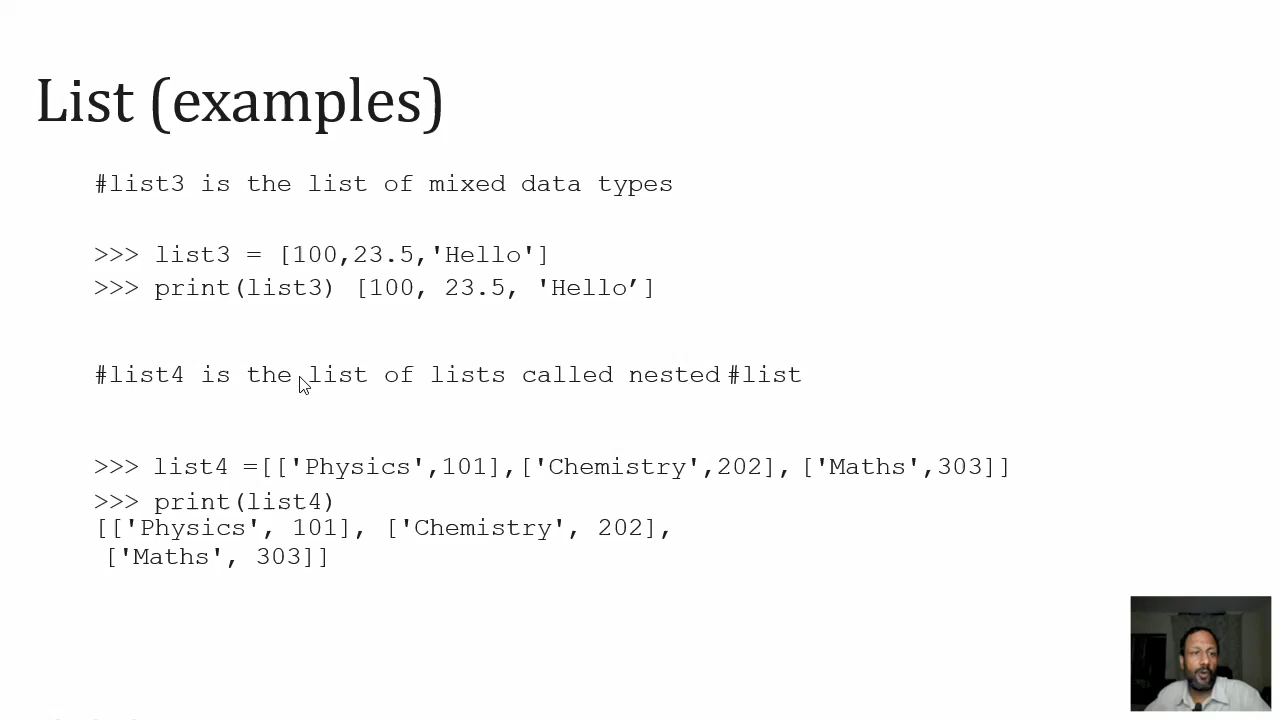 List (examples)
#list3 is the list of mixed data types
>>> list3 = [100,23.5,'Hello']
>>> print(list3) [100, 23.5, 'Hello’]
#list4 is the list of lists called nested #list
>>> list4 =[['Physics',101],['Chemistry',202],['Maths',303]]
>>> print(list4)
[['Physics', 101], ['Chemistry', 202],
['Maths', 303]]